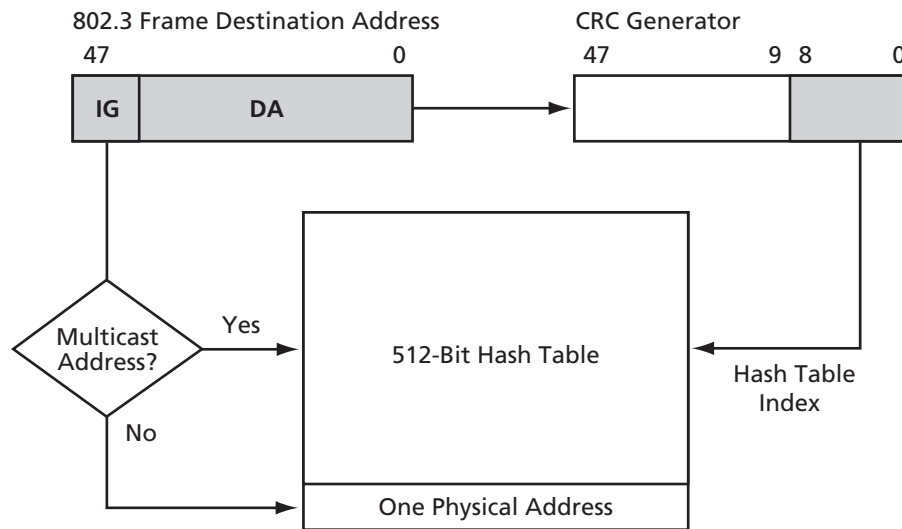 802.3 Frame Destination Address
47 0
IG DA
CRC Generator
47 9 8 0
Multicast
Address?
Yes
No
512-Bit Hash Table
One Physical Address
Hash Table
Index